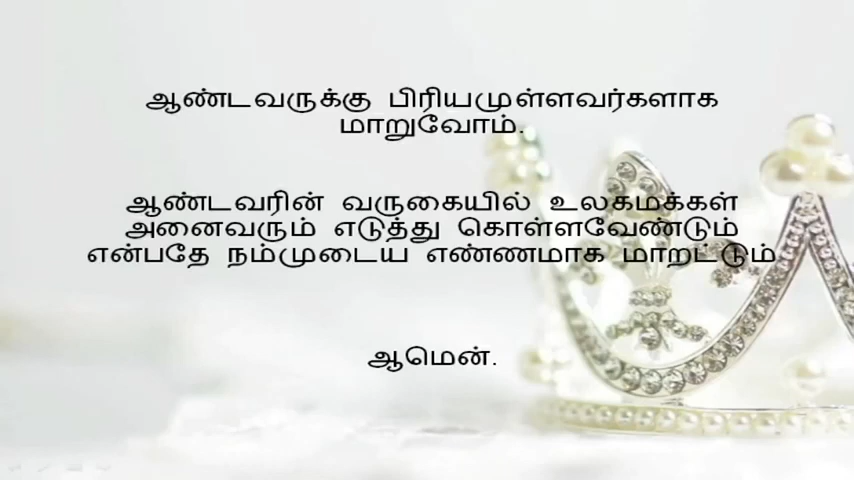 ஆண்டவருக்கு பிரியமுள்ளவர்களாக
மாறுவோம்.
ஆண்டவரின் வருகையில் உலகமக்கள்
அனைவரும் எடுத்து கொள்ளவேண்டும்
என்பதே நம்முடைய எண்ணமாக மாறட்டும்
ஆமென்.